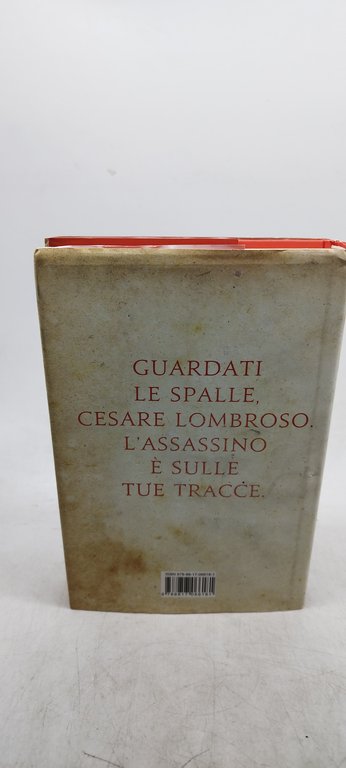 GUARDATI
LE SPALLE,
CESARE LOMBROSO.
L'ASSASSINO
È SULLE
TUE TRACCE.